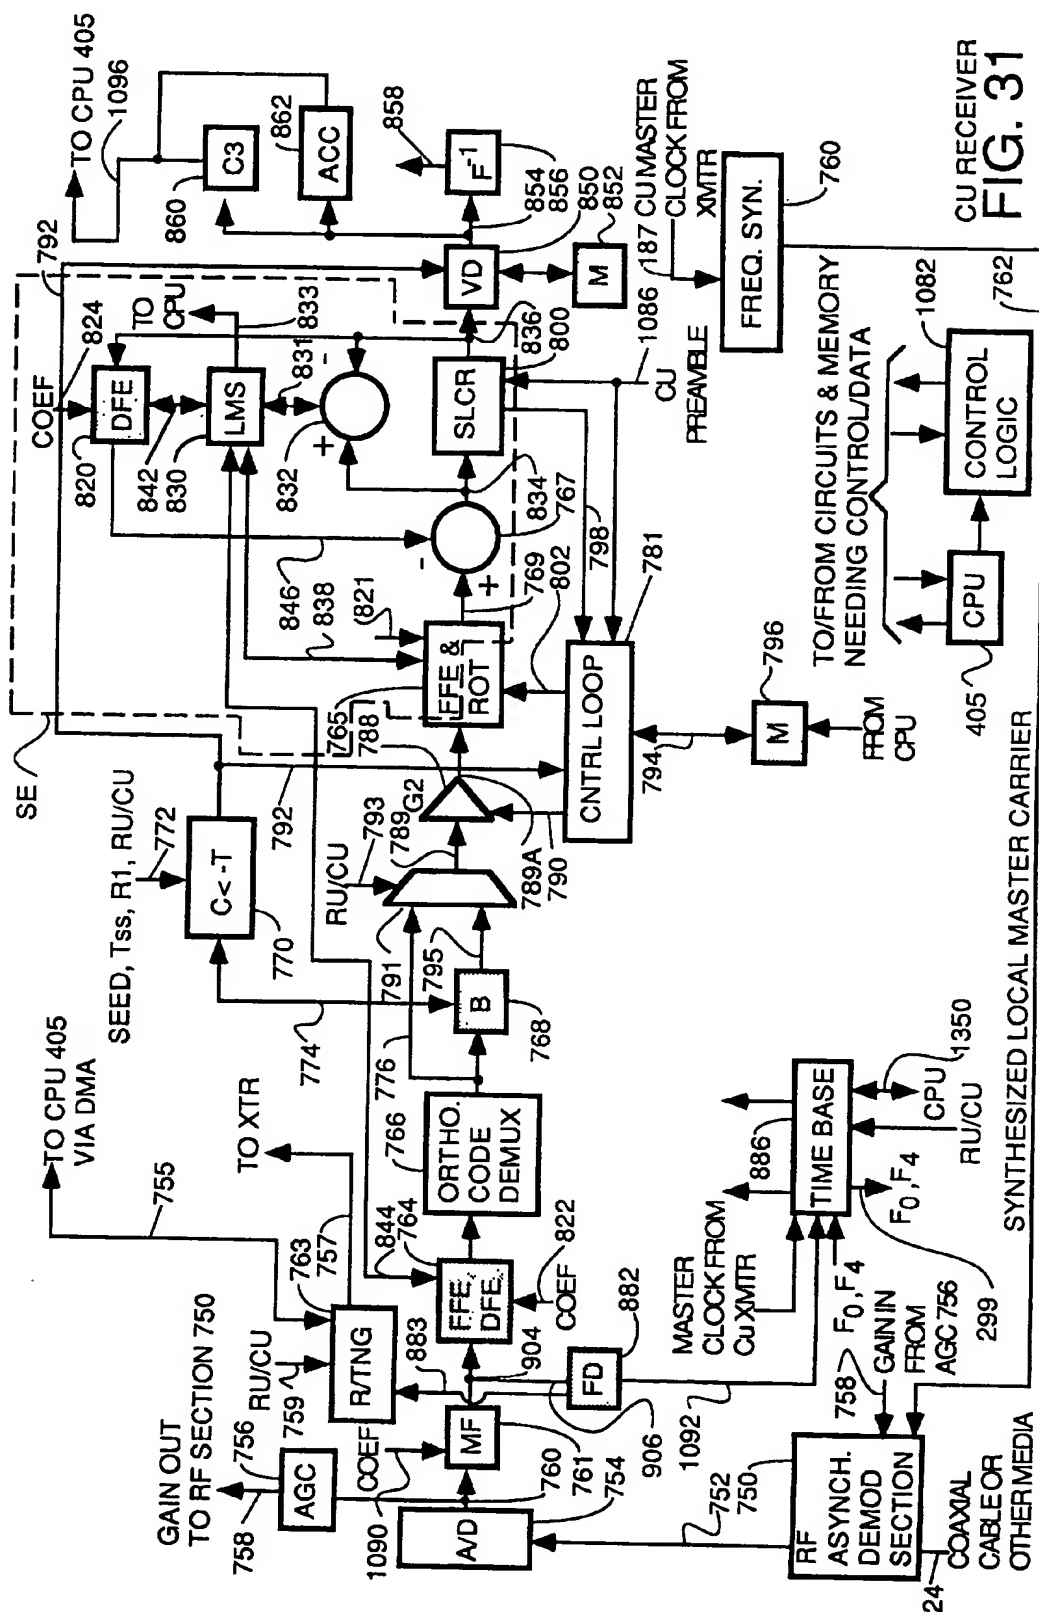 TO CPU 405
1096
792
860
C3
862
ACC
858
F-1
854
856
850
852
VD
M
COEF
824
TO
CPU
833
DFE
820
842
LMS
830
831
832
+
-
836
800
SLCR
834
767
-
+
846
838
(821
769
802
798
1086
CU
PREAMBLE
187 CU MASTER
CLOCK FROM
XMTR
FREQ. SYN.
760
CU RECEIVER
FIG. 31
762
SE
SEED, Tss, R1, RU/CU
772
C< -T
770
774
792
765
788
FFE &
ROT
G2
789
793
RU/CU
789A
790
791
795
CNTRL LOOP
781
794
M
796
FROM
CPU
TO/FROM CIRCUITS & MEMORY
NEEDING CONTROL/DATA
CPU
405
CONTROL
LOGIC
1082
TO CPU 405
VIA DMA
755
TO XTR
757
763
R/TNG
RU/CU
759
883
844
764
FFE,
DFE
822
COEF
904
766
ORTHO.
CODE
DEMUX
776
B
768
GAIN OUT
TO RF SECTION 750
756
AGC
758
COEF
1090
MF
760
761
754
A/D
FD
882
906
1092
752
750
RF
ASYNCH.
DEMOD
SECTION
24
COAXIAL
CABLE OR
OTHER MEDIA
758
F0, F4
GAIN IN
FROM
AGC 756
MASTER
CLOCK FROM
Cu XMTR
886
TIME BASE
299
F0, F4
RU/CU
CPU
1350
SYNTHESIZED LOCAL MASTER CARRIER